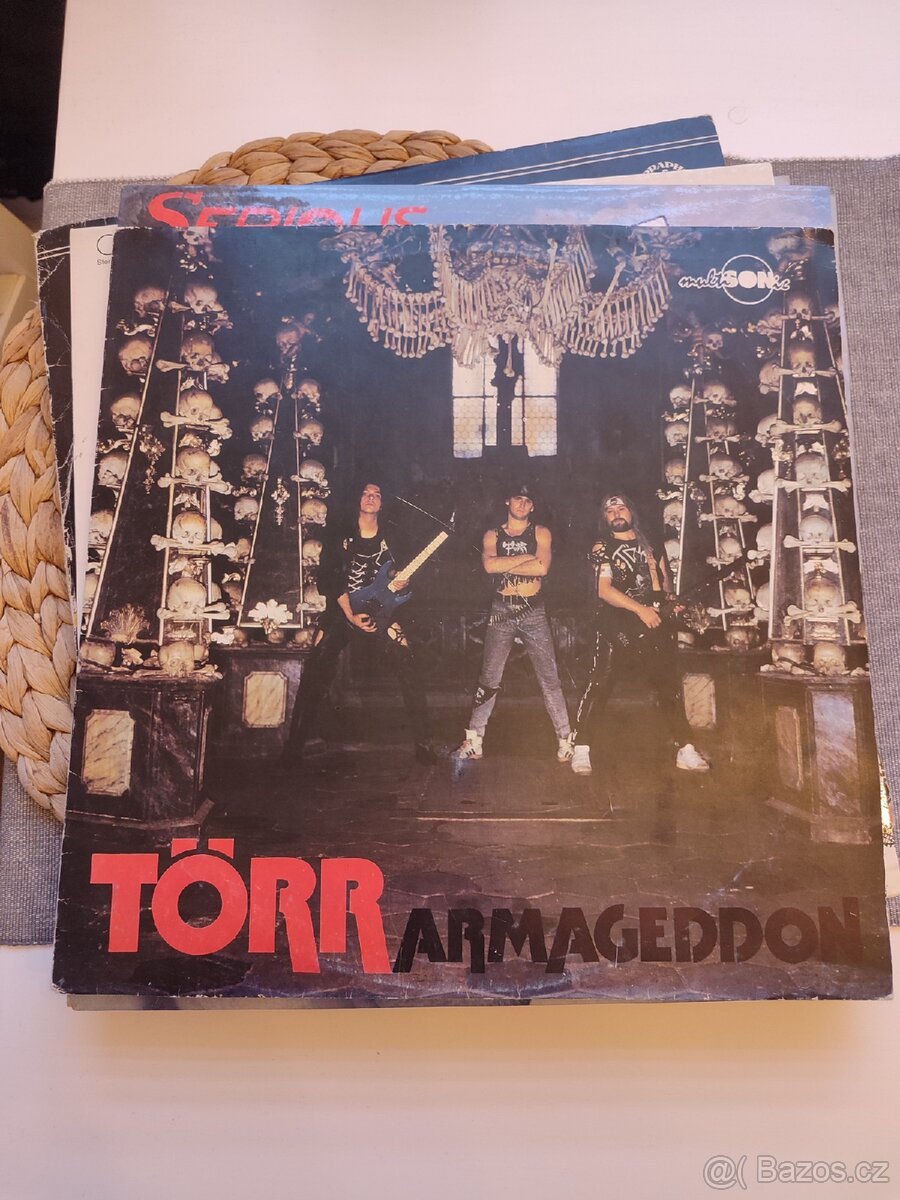 SERIOUS
multiSONic
TÖRR
ARMAGEDDON
@( Bazos.cz